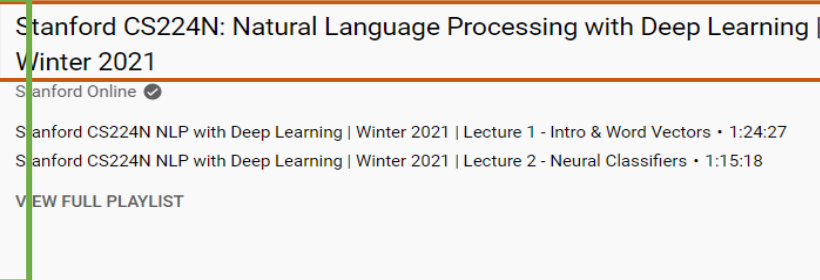 Stanford CS224N: Natural Language Processing with Deep Learning |
Winter 2021
Stanford Online
Stanford CS224N NLP with Deep Learning | Winter 2021 | Lecture 1 - Intro & Word Vectors • 1:24:27
Stanford CS224N NLP with Deep Learning | Winter 2021 | Lecture 2 - Neural Classifiers • 1:15:18
VIEW FULL PLAYLIST